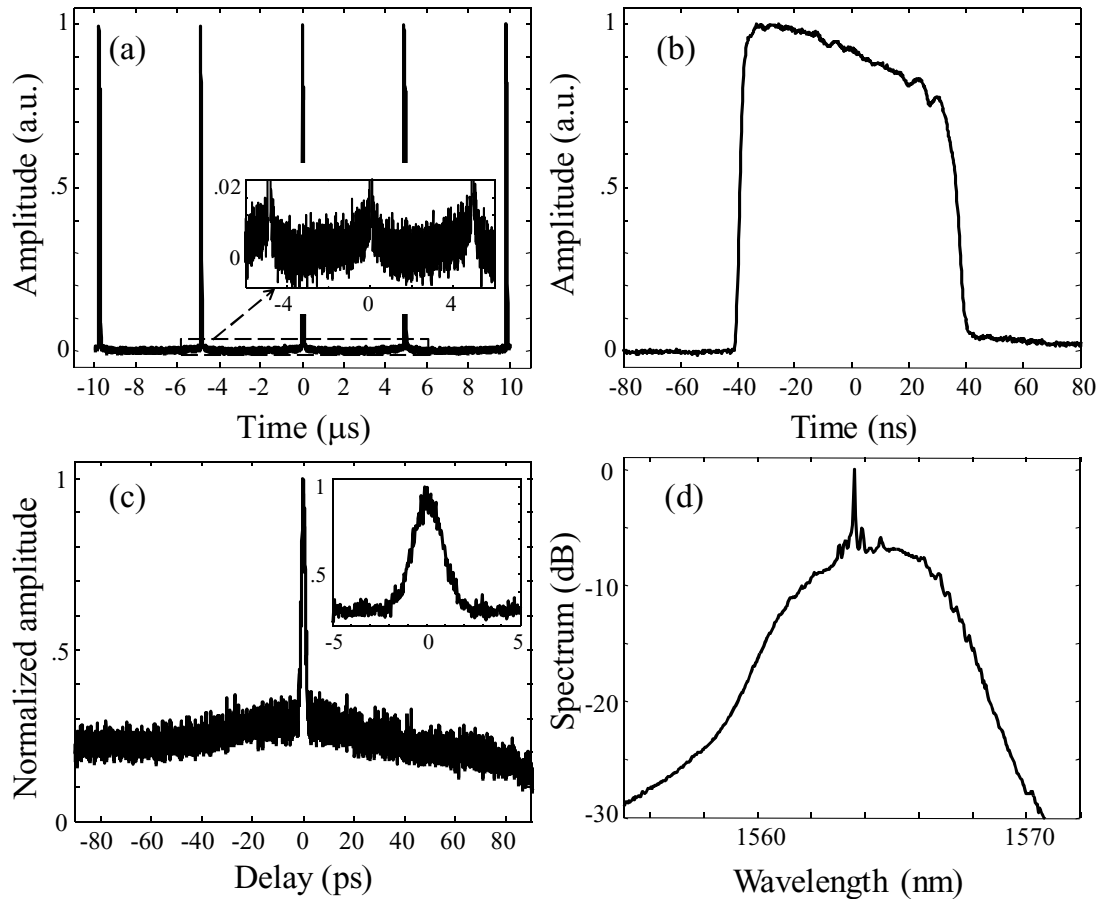 (a)
1
.5
0
Amplitude (a.u.)
.02
0
-4 0 4
-10 -8 -6 -4 -2 0 2 4 6 8 10
Time (μs)
(b)
1
.5
0
Amplitude (a.u.)
-80 -60 -40 -20 0 20 40 60 80
Time (ns)
(c)
1
.5
0
Normalized amplitude
1
.5
-5 0 5
-80 -60 -40 -20 0 20 40 60 80
Delay (ps)
(d)
0
-10
-20
-30
Spectrum (dB)
1560 1570
Wavelength (nm)